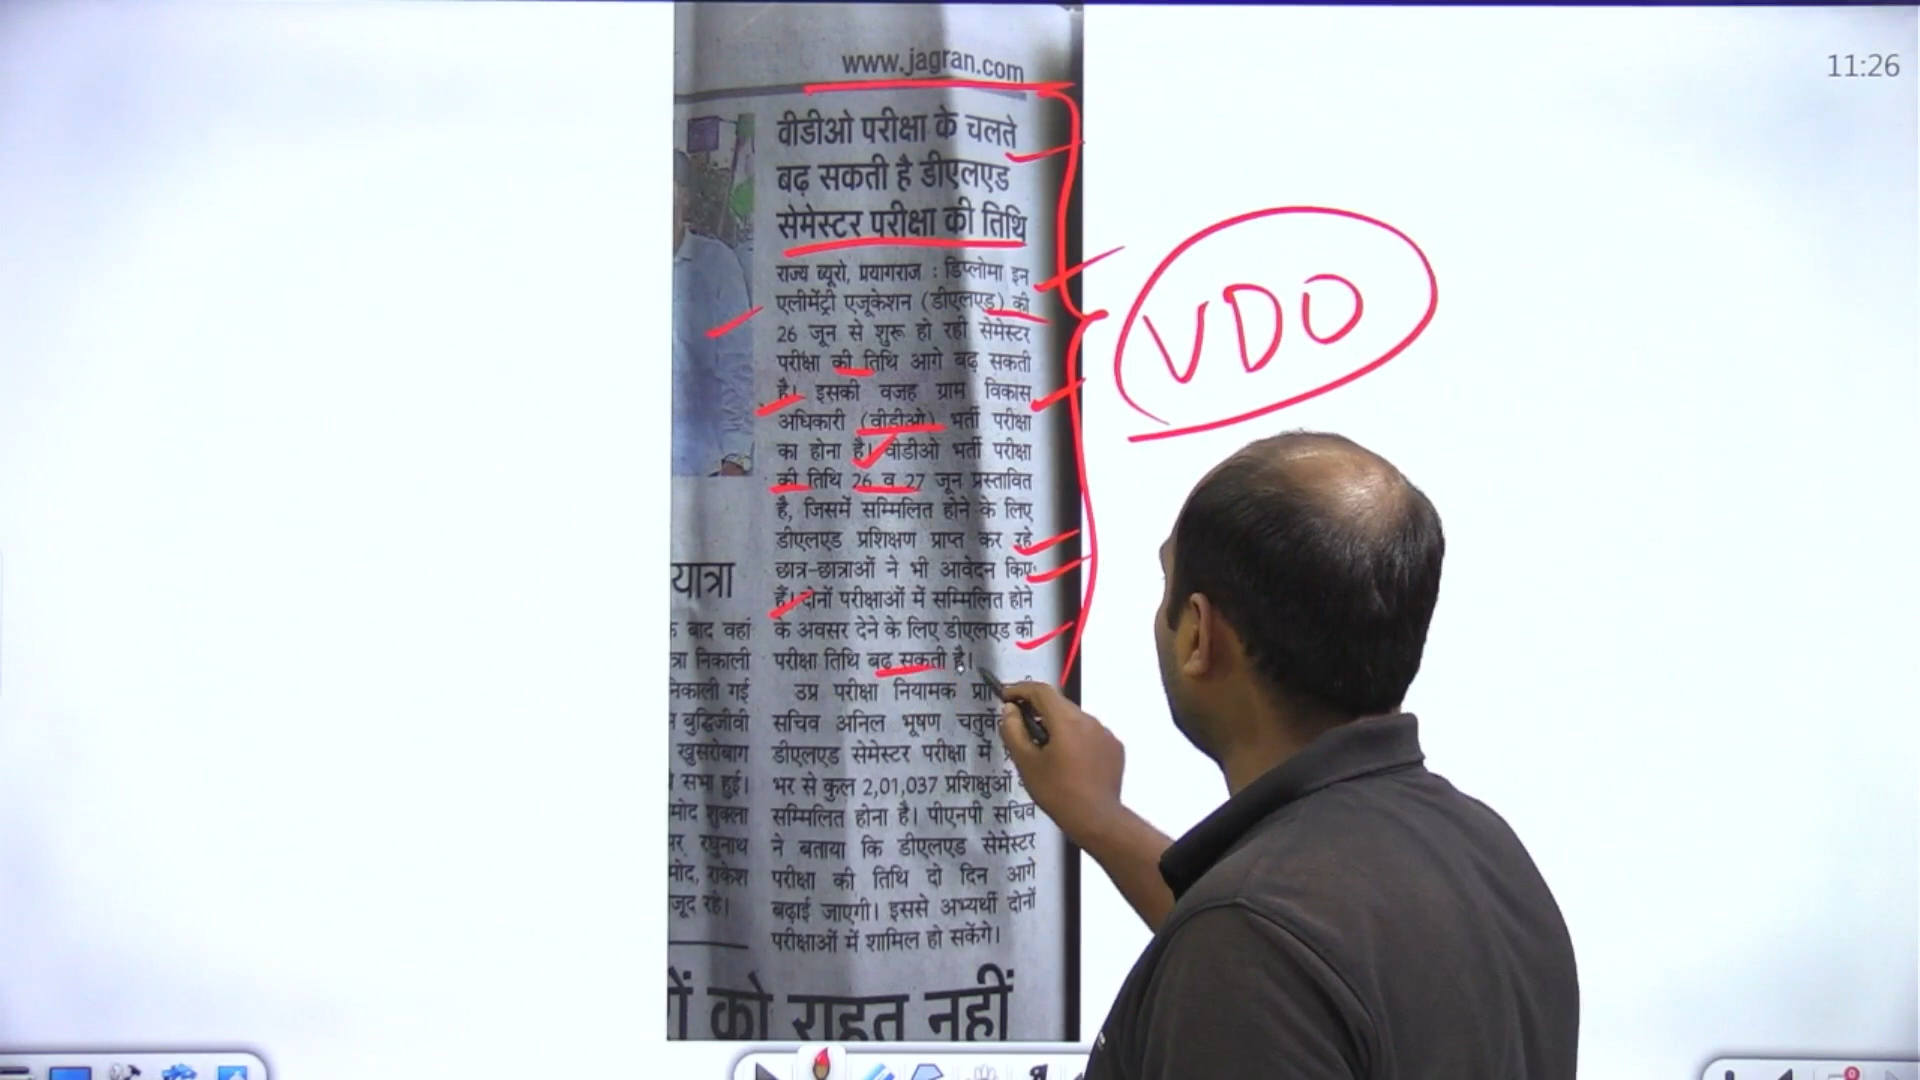 www.jagran.com
11:26
वीडीओ परीक्षा के चलते
बढ़ सकती है डीएलएड
सेमेस्टर परीक्षा की तिथि
राज्य ब्यूरो, प्रयागराज : डिप्लोमा इन
एलीमेंट्री एजूकेशन (डीएलएड) की
26 जून से शुरू हो रही सेमेस्टर
परीक्षा की तिथि आगे बढ़ सकती
है। इसकी वजह ग्राम विकास
अधिकारी (वीडीओ) भर्ती परीक्षा
का होना है। वीडीओ भर्ती परीक्षा
की तिथि 26 व 27 जून प्रस्तावित
है, जिसमें सम्मिलित होने के लिए
डीएलएड प्रशिक्षण प्राप्त कर रहे
छात्र-छात्राओं ने भी आवेदन किए
हैं। दोनों परीक्षाओं में सम्मिलित होने
के अवसर देने के लिए डीएलएड की
परीक्षा तिथि बढ़ सकती है।
उप्र परीक्षा नियामक
सचिव अनिल भूषण
डीएलएड सेमेस्टर परीक्षा में
भर से कुल 2,01,037 प्रशिक्षुओं
सम्मिलित होना है। पीएनपी सचिव
ने बताया कि डीएलएड सेमेस्टर
परीक्षा की तिथि दो दिन आगे
बढ़ाई जाएगी। इससे अभ्यर्थी दोनों
परीक्षाओं में शामिल हो सकेंगे।
VDO
यात्रा
बाद वहां
निकाली
गई
बुद्धिजीवी
खुसरोबाग
सभा हुई।
शुक्ला
रघुनाथ
राकेश
रहे।
को राहत नहीं